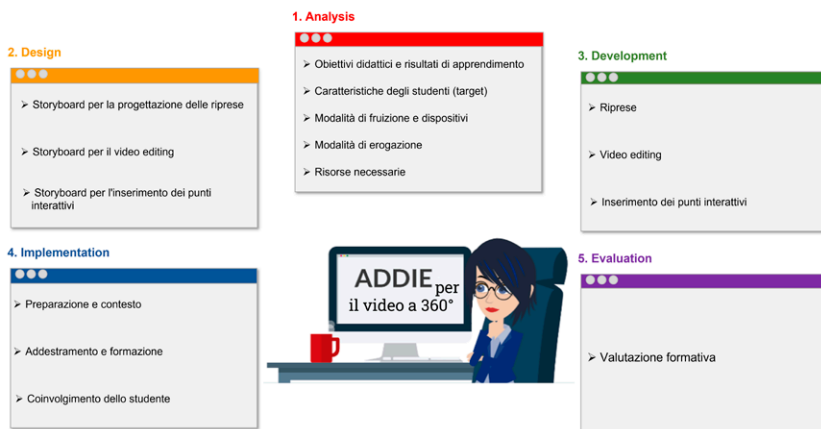 1. Analysis
➢ Obiettivi didattici e risultati di apprendimento
➢ Caratteristiche degli studenti (target)
➢ Modalità di fruizione e dispositivi
➢ Modalità di erogazione
➢ Risorse necessarie
2. Design
➢ Storyboard per la progettazione delle riprese
➢ Storyboard per il video editing
➢ Storyboard per l'inserimento dei punti
interattivi
3. Development
➢ Riprese
➢ Video editing
➢ Inserimento dei punti interattivi
4. Implementation
➢ Preparazione e contesto
➢ Addestramento e formazione
➢ Coinvolgimento dello studente
ADDIE per
il video a 360°
5. Evaluation
➢ Valutazione formativa